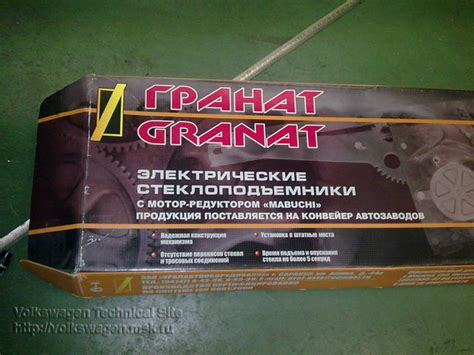 ГРАНАТ
GRANAT
ЭЛЕКТРИЧЕСКИЕ
СТЕКЛОПОДЪЕМНИКИ
С МОТОР-РЕДУКТОРОМ «MABUCHI»
ПРОДУКЦИЯ ПОСТАВЛЯЕТСЯ НА КОНВЕЙЕР АВТОЗАВОДОВ
Надежная конструкция
механизма
Установка в штатные места
Отсутствие перекосов стекла
и тросовых соединений
Время подъема и опускания
стекла не более 5 секунд
Volkswagen Technical Site
http://volkswagen.msk.ru